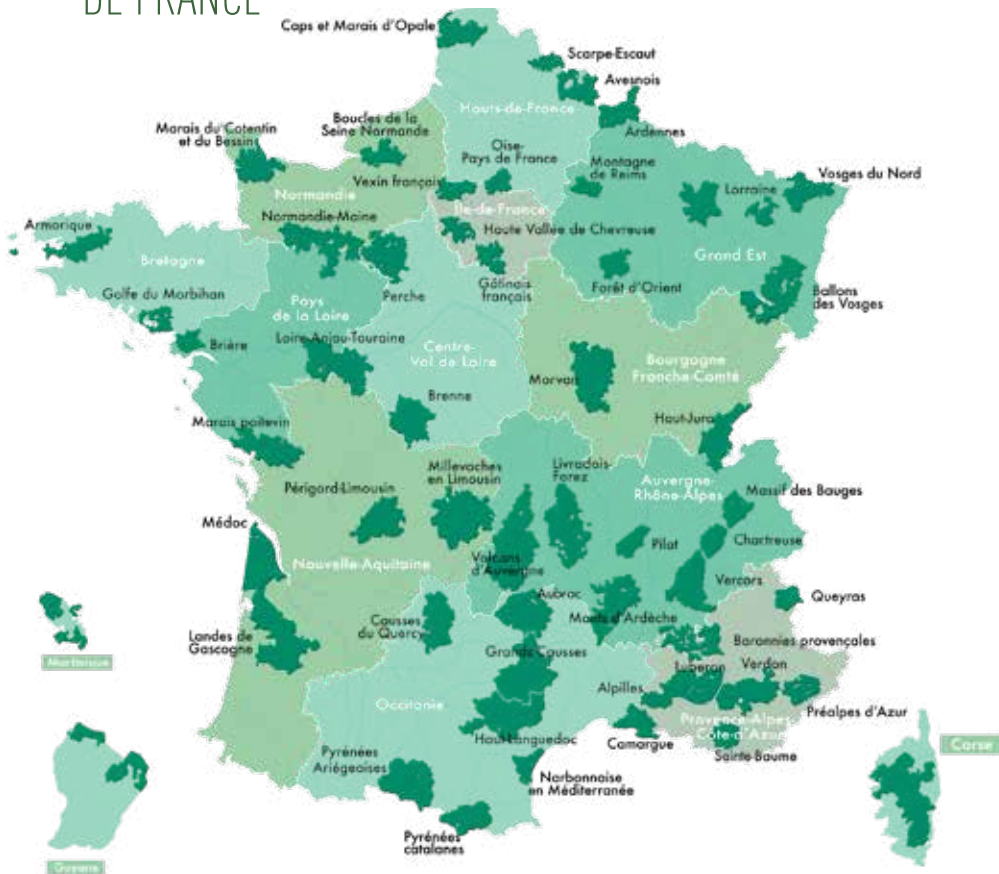 DE FRANCE
Caps et Marais d'Opale
Scarpe-Escaut
Avesnois
Hauts-de-France
Ardennes
Marais du Cotentin
et du Bessin
Boucles de la
Seine Normande
Oise-
Pays de France
Montagne
de Reims
Vosges du Nord
Lorraine
Vexin français
Normandie
Île-de-France
Normandie-Maine
Haute Vallée de Chevreuse
Armorique
Bretagne
Grand Est
Golfe du Morbihan
Perche
Gâtinais
français
Forêt d'Orient
Ballons
des Vosges
Pays
de la Loire
Brière
Loire-Anjou-Touraine
Centre-
Val de Loire
Bourgogne
Franche-Comté
Morvan
Brenne
Haut-Jura
Marais poitevin
Millevaches
en Limousin
Livradois-
Forez
Auvergne-
Rhône-Alpes
Périgord-Limousin
Massif des Bauges
Médoc
Pilat
Chartreuse
Nouvelle-Aquitaine
Volcans
d'Auvergne
Vercors
Aubrac
Queyras
Causses
du Quercy
Monts d'Ardèche
Landes de
Gascogne
Baronnies provençales
Grands Causses
Martinique
Luberon
Verdon
Alpilles
Occitanie
Préalpes d'Azur
Provence-Alpes
Côte-d'Azur
Haut-Languedoc
Camargue
Sainte-Baume
Corse
Pyrénées
Ariégeoises
Narbonnaise
en Méditerranée
Pyrénées
catalanes
Guyane